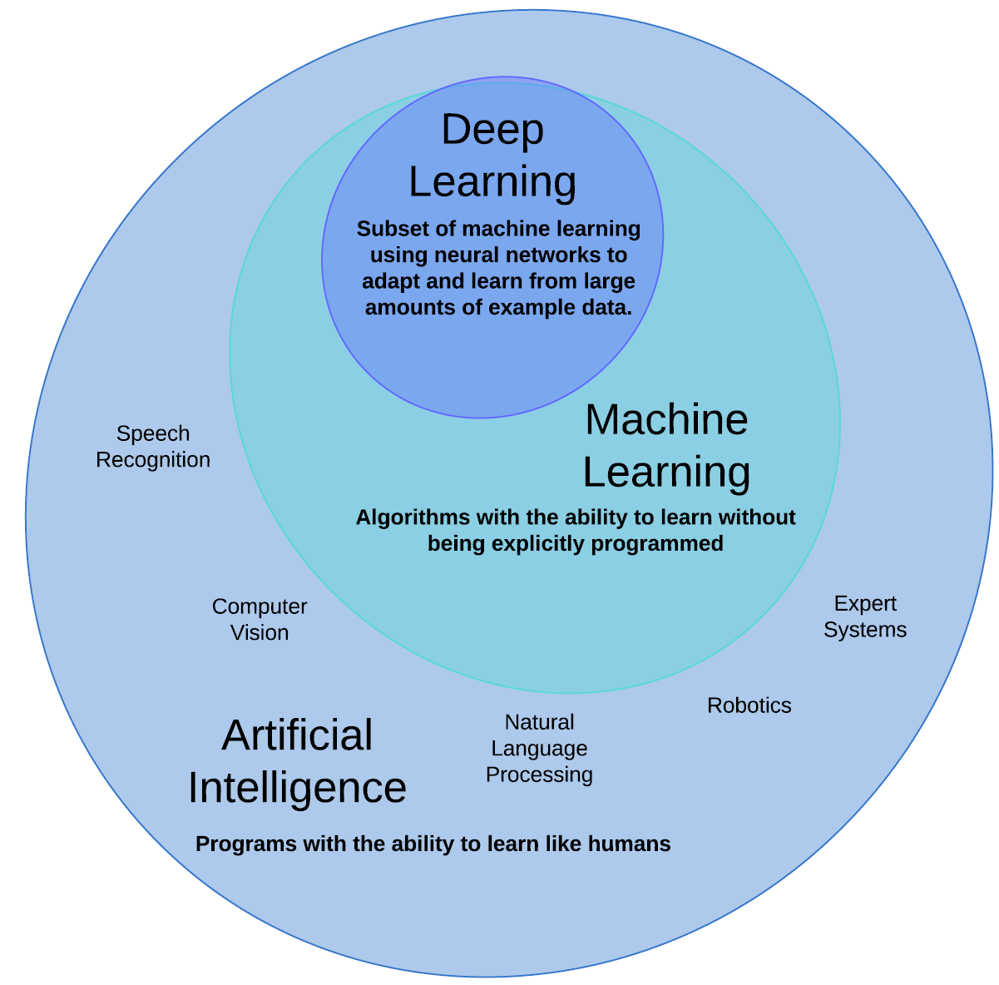 Deep
Learning
Subset of machine learning
using neural networks to
adapt and learn from large
amounts of example data.
Machine
Learning
Algorithms with the ability to learn without
being explicitly programmed
Speech
Recognition
Computer
Vision
Expert
Systems
Robotics
Natural
Language
Processing
Artificial
Intelligence
Programs with the ability to learn like humans